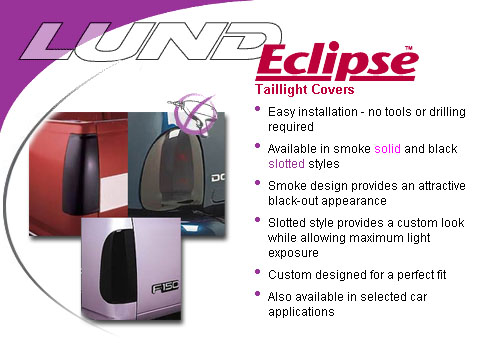 LUND
Eclipse™
Taillight Covers
• Easy installation - no tools or drilling
required
• Available in smoke solid and black
slotted styles
• Smoke design provides an attractive
black-out appearance
• Slotted style provides a custom look
while allowing maximum light
exposure
• Custom designed for a perfect fit
• Also available in selected car
applications
DO
F-150